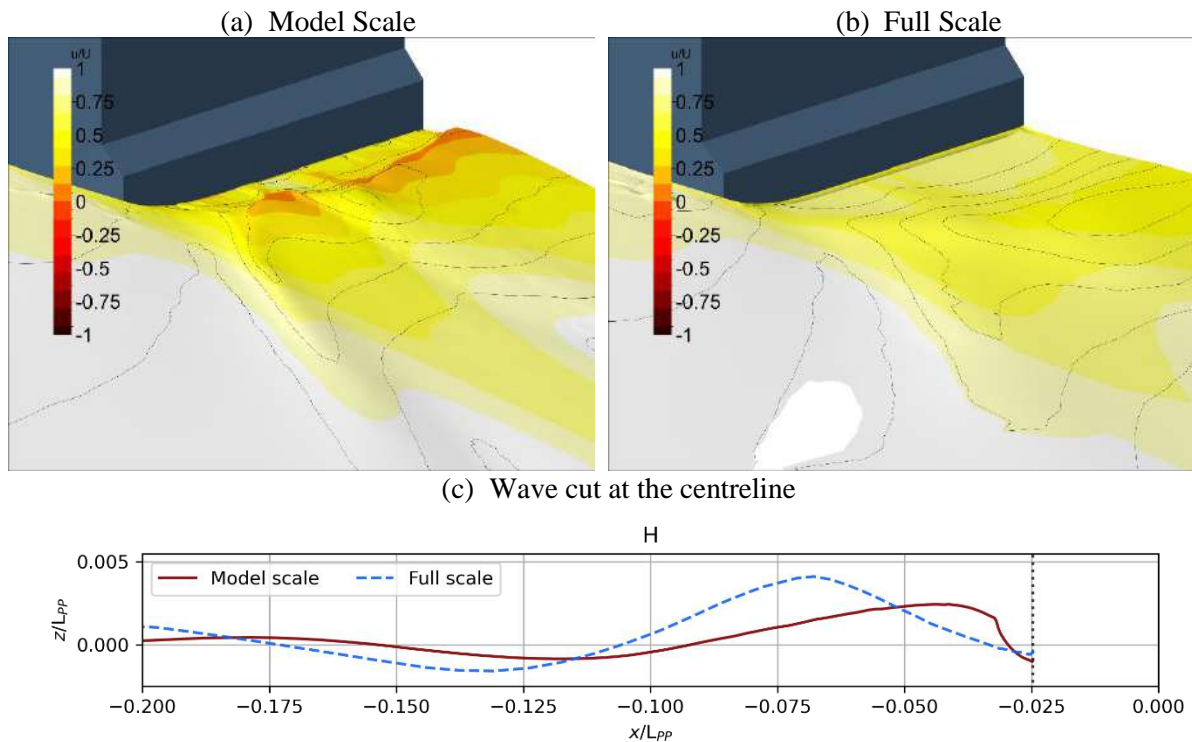 (a) Model Scale
(b) Full Scale
u/U
1
0.75
0.5
0.25
0
-0.25
-0.5
-0.75
-1
u/U
1
0.75
0.5
0.25
0
-0.25
-0.5
-0.75
-1
(c) Wave cut at the centreline
H
Model scale
Full scale
z/L_PP
0.005
0.000
−0.200 −0.175 −0.150 −0.125 −0.100 −0.075 −0.050 −0.025 0.000
x/L_PP